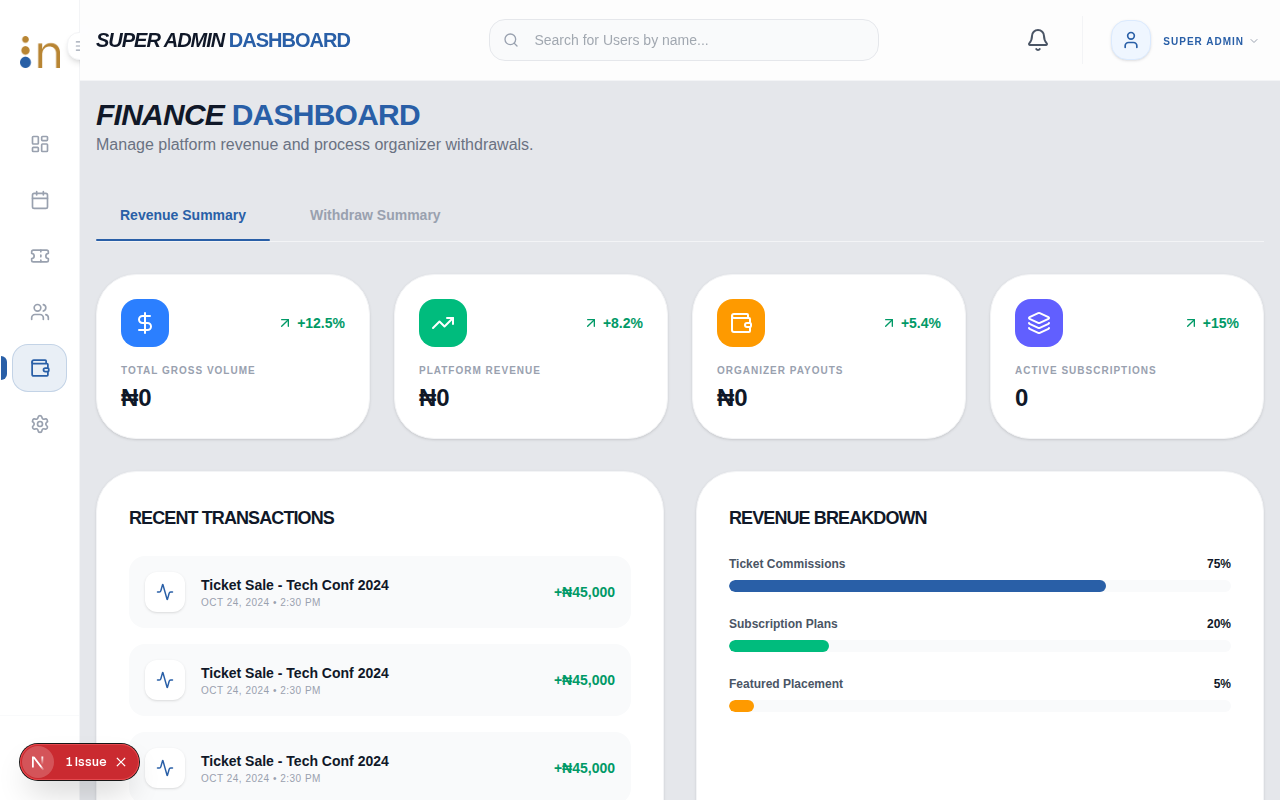 in
SUPER ADMIN DASHBOARD
Search for Users by name...
SUPER ADMIN
FINANCE DASHBOARD
Manage platform revenue and process organizer withdrawals.
Revenue Summary
Withdraw Summary
+12.5%
TOTAL GROSS VOLUME
₦0
+8.2%
PLATFORM REVENUE
₦0
+5.4%
ORGANIZER PAYOUTS
₦0
+15%
ACTIVE SUBSCRIPTIONS
0
RECENT TRANSACTIONS
Ticket Sale - Tech Conf 2024
OCT 24, 2024 • 2:30 PM
+₦45,000
Ticket Sale - Tech Conf 2024
OCT 24, 2024 • 2:30 PM
+₦45,000
Ticket Sale - Tech Conf 2024
OCT 24, 2024 • 2:30 PM
+₦45,000
REVENUE BREAKDOWN
Ticket Commissions 75%
Subscription Plans 20%
Featured Placement 5%
N 1 Issue